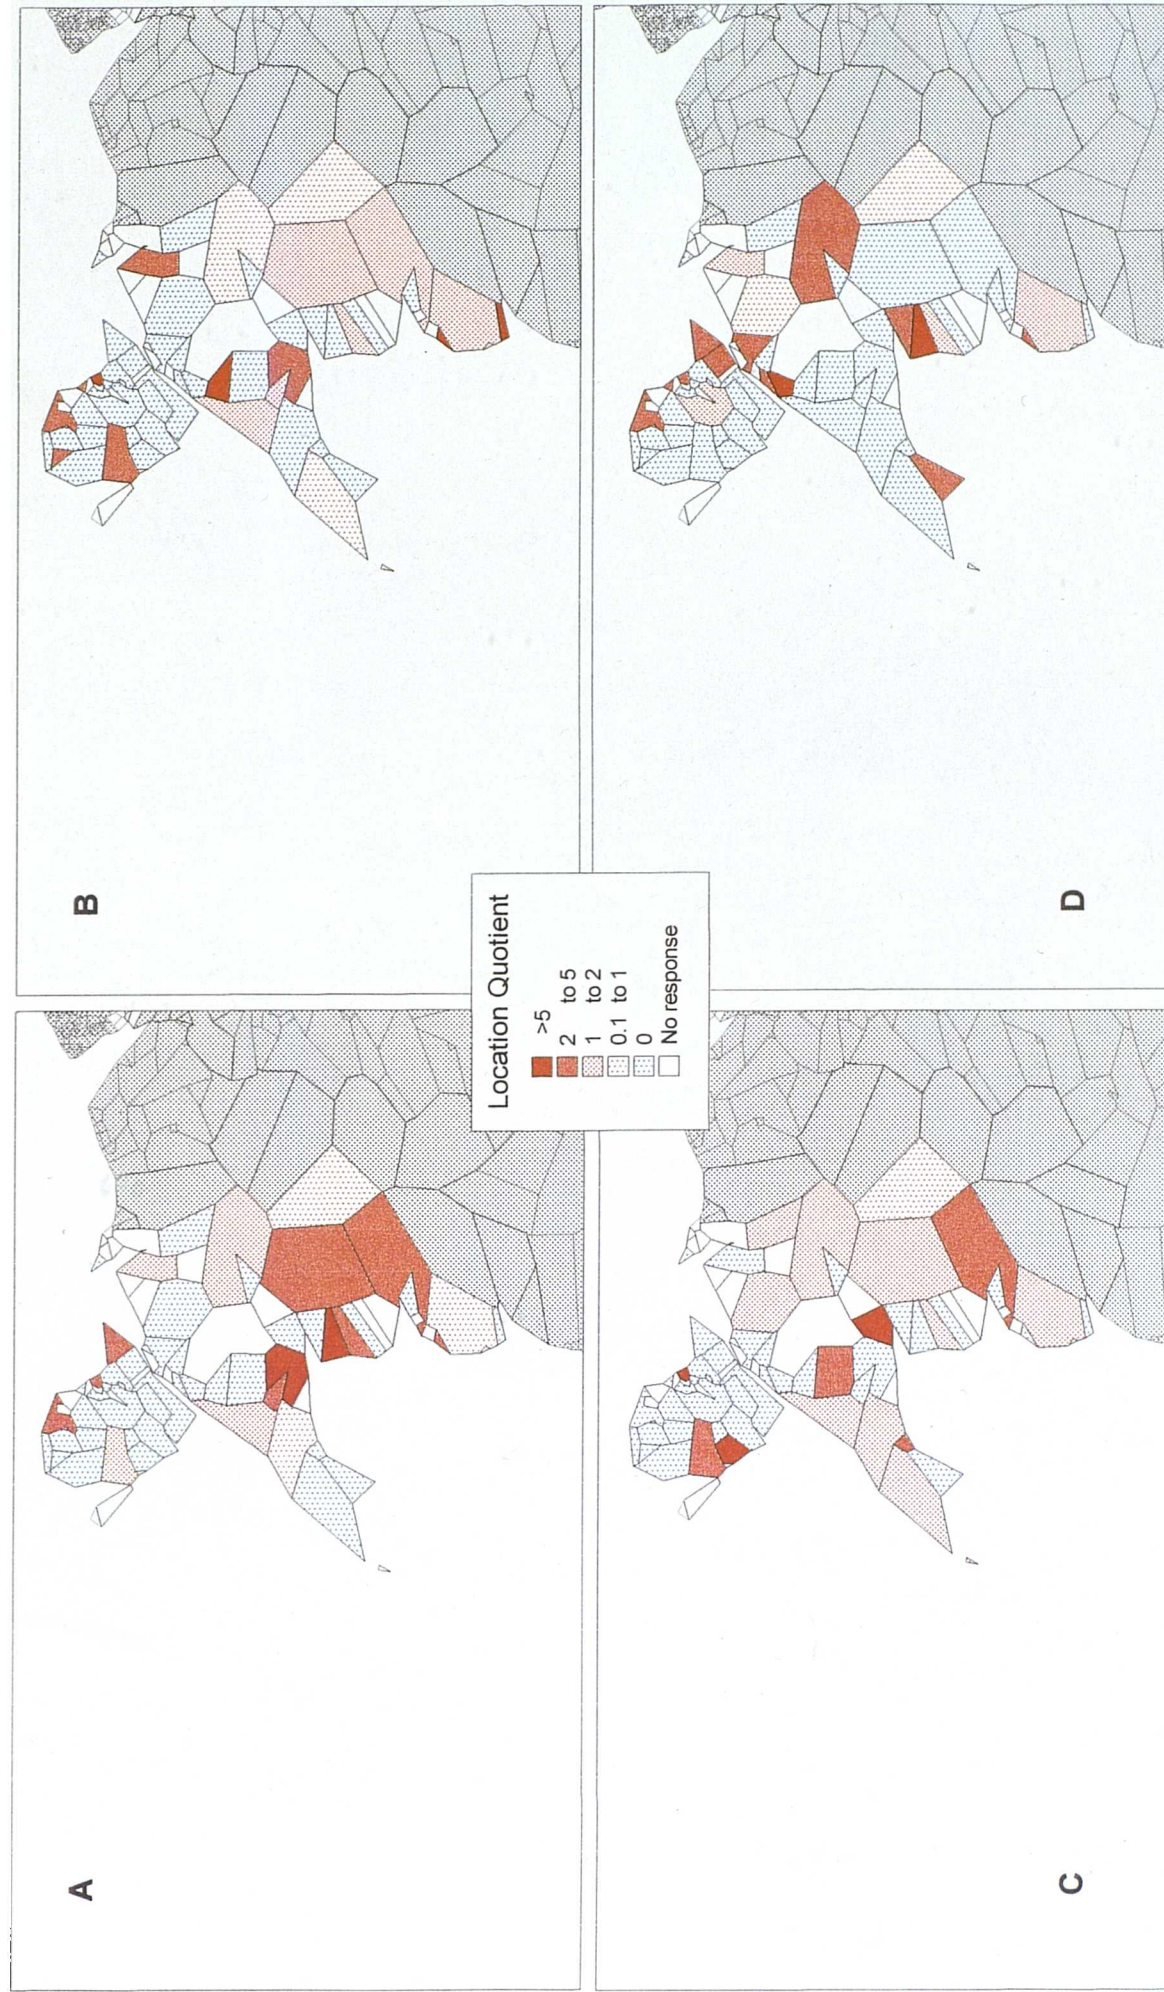 A
B
Location Quotient
>5
2 to 5
1 to 2
0.1 to 1
0
No response
C
D